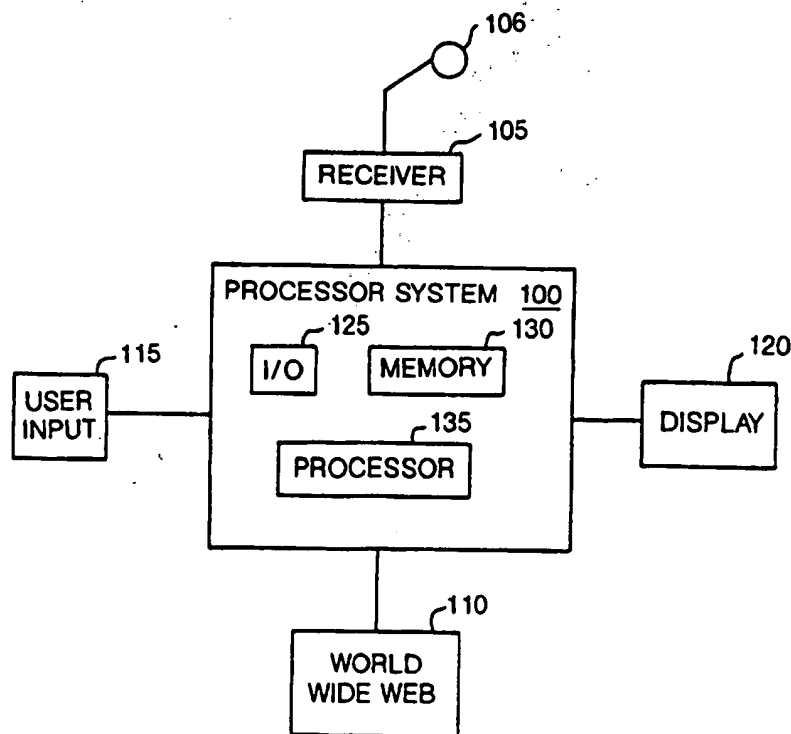 106
105
RECEIVER
PROCESSOR SYSTEM 100
125
130
I/O
MEMORY
115
USER
INPUT
135
PROCESSOR
120
DISPLAY
110
WORLD
WIDE WEB